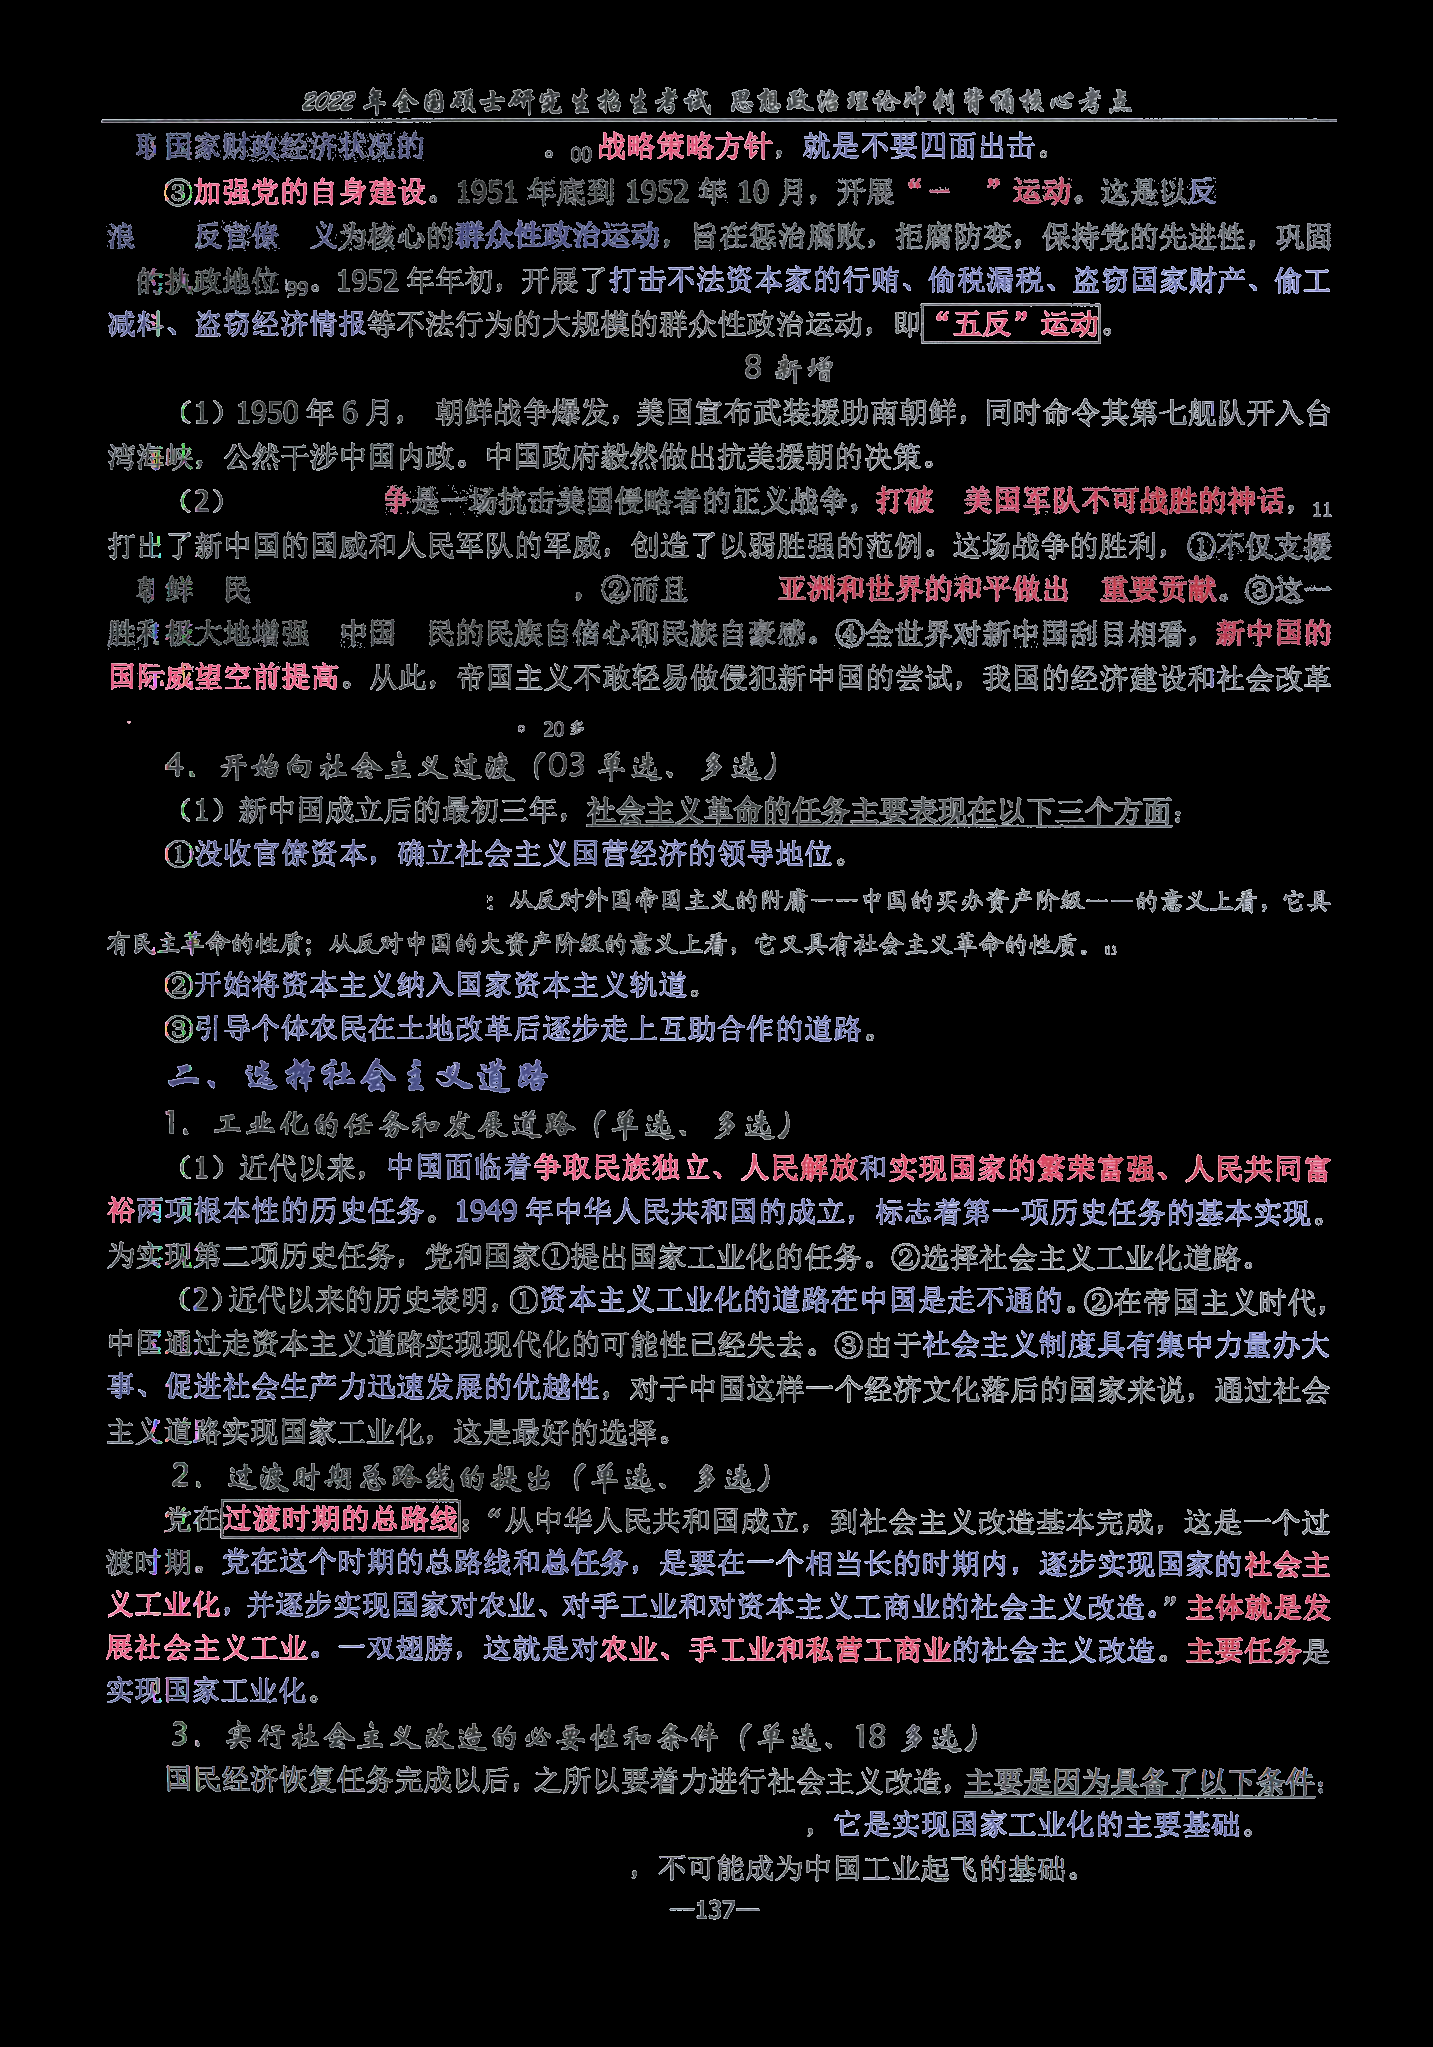 2022年全国硕士研究生招生考试 思想政治理论冲刺背诵核心考点
取国家财政经济状况的 。00 战略策略方针，就是不要四面出击。
③加强党的自身建设。1951 年底到 1952 年 10 月，开展“一 ”运动。这是以反
浪 反官僚 义为核心的群众性政治运动，旨在惩治腐败，拒腐防变，保持党的先进性，巩固
的执政地位 99。1952 年年初，开展了打击不法资本家的行贿、偷税漏税、盗窃国家财产、偷工
减料、盗窃经济情报等不法行为的大规模的群众性政治运动，即“五反”运动。
8 新增
（1）1950 年 6 月， 朝鲜战争爆发，美国宣布武装援助南朝鲜，同时命令其第七舰队开入台
湾海峡，公然干涉中国内政。中国政府毅然做出抗美援朝的决策。
（2） 争是一场抗击美国侵略者的正义战争，打破 美国军队不可战胜的神话，11
打出了新中国的国威和人民军队的军威，创造了以弱胜强的范例。这场战争的胜利，①不仅支援
朝鲜 民 ，②而且 亚洲和世界的和平做出 重要贡献。③这一
胜利极大地增强 中国 民的民族自信心和民族自豪感。④全世界对新中国刮目相看，新中国的
国际威望空前提高。从此，帝国主义不敢轻易做侵犯新中国的尝试，我国的经济建设和社会改革
。 20 多
4. 开始向社会主义过渡（03 单选、多选）
（1）新中国成立后的最初三年，社会主义革命的任务主要表现在以下三个方面：
①没收官僚资本，确立社会主义国营经济的领导地位。
：从反对外国帝国主义的附庸——中国的买办资产阶级——的意义上看，它具
有民主革命的性质；从反对中国的大资产阶级的意义上看，它又具有社会主义革命的性质。03
②开始将资本主义纳入国家资本主义轨道。
③引导个体农民在土地改革后逐步走上互助合作的道路。
二、选择社会主义道路
1. 工业化的任务和发展道路（单选、多选）
（1）近代以来，中国面临着争取民族独立、人民解放和实现国家的繁荣富强、人民共同富
裕两项根本性的历史任务。1949 年中华人民共和国的成立，标志着第一项历史任务的基本实现。
为实现第二项历史任务，党和国家①提出国家工业化的任务。②选择社会主义工业化道路。
（2）近代以来的历史表明，①资本主义工业化的道路在中国是走不通的。②在帝国主义时代，
中国通过走资本主义道路实现现代化的可能性已经失去。③由于社会主义制度具有集中力量办大
事、促进社会生产力迅速发展的优越性，对于中国这样一个经济文化落后的国家来说，通过社会
主义道路实现国家工业化，这是最好的选择。
2. 过渡时期总路线的提出（单选、多选）
党在过渡时期的总路线：“从中华人民共和国成立，到社会主义改造基本完成，这是一个过
渡时期。党在这个时期的总路线和总任务，是要在一个相当长的时期内，逐步实现国家的社会主
义工业化，并逐步实现国家对农业、对手工业和对资本主义工商业的社会主义改造。”主体就是发
展社会主义工业。一双翅膀，这就是对农业、手工业和私营工商业的社会主义改造。主要任务是
实现国家工业化。
3. 实行社会主义改造的必要性和条件（单选、18 多选）
国民经济恢复任务完成以后，之所以要着力进行社会主义改造，主要是因为具备了以下条件：
，它是实现国家工业化的主要基础。
，不可能成为中国工业起飞的基础。
—137—